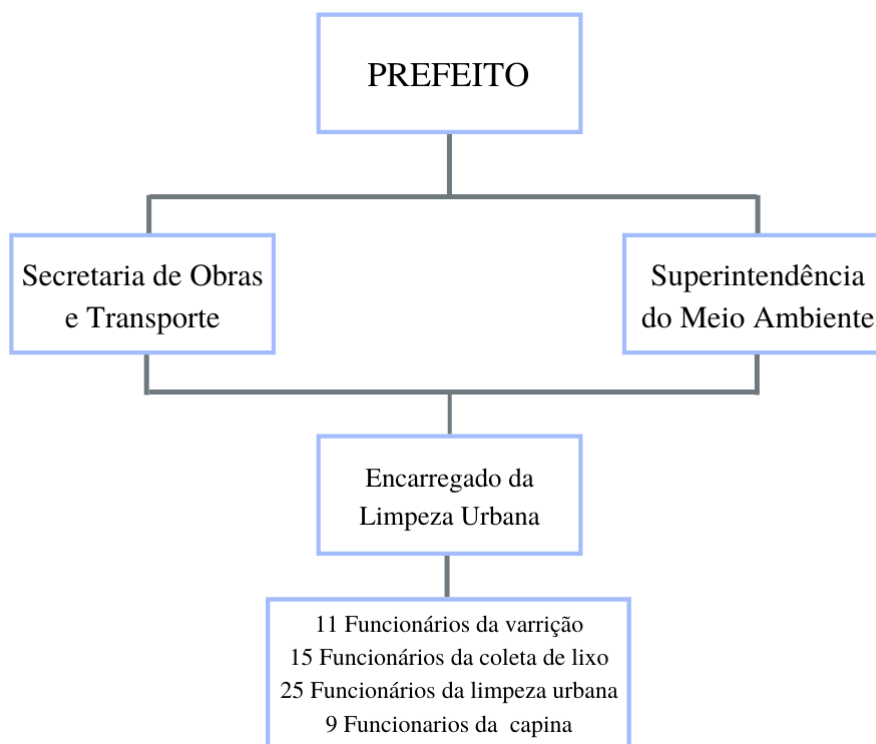 PREFEITO
Secretaria de Obras
e Transporte
Superintendência
do Meio Ambiente
Encarregado da
Limpeza Urbana
11 Funcionários da varrição
15 Funcionários da coleta de lixo
25 Funcionários da limpeza urbana
9 Funcionarios da capina